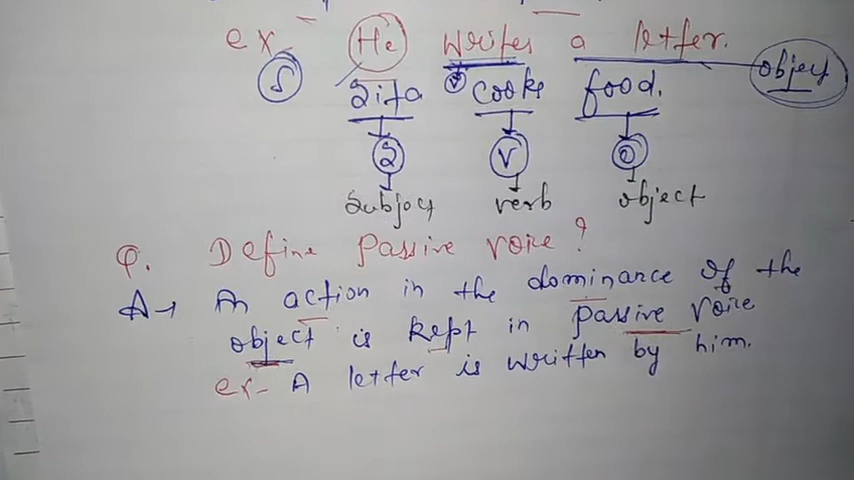 ex- He writes a letter.
S V object
Sita cooks food.
S V O
subject verb object
Q. Define Passive voice ?
A→ An action in the dominance of the
object is kept in passive voice
ex- A letter is written by him.